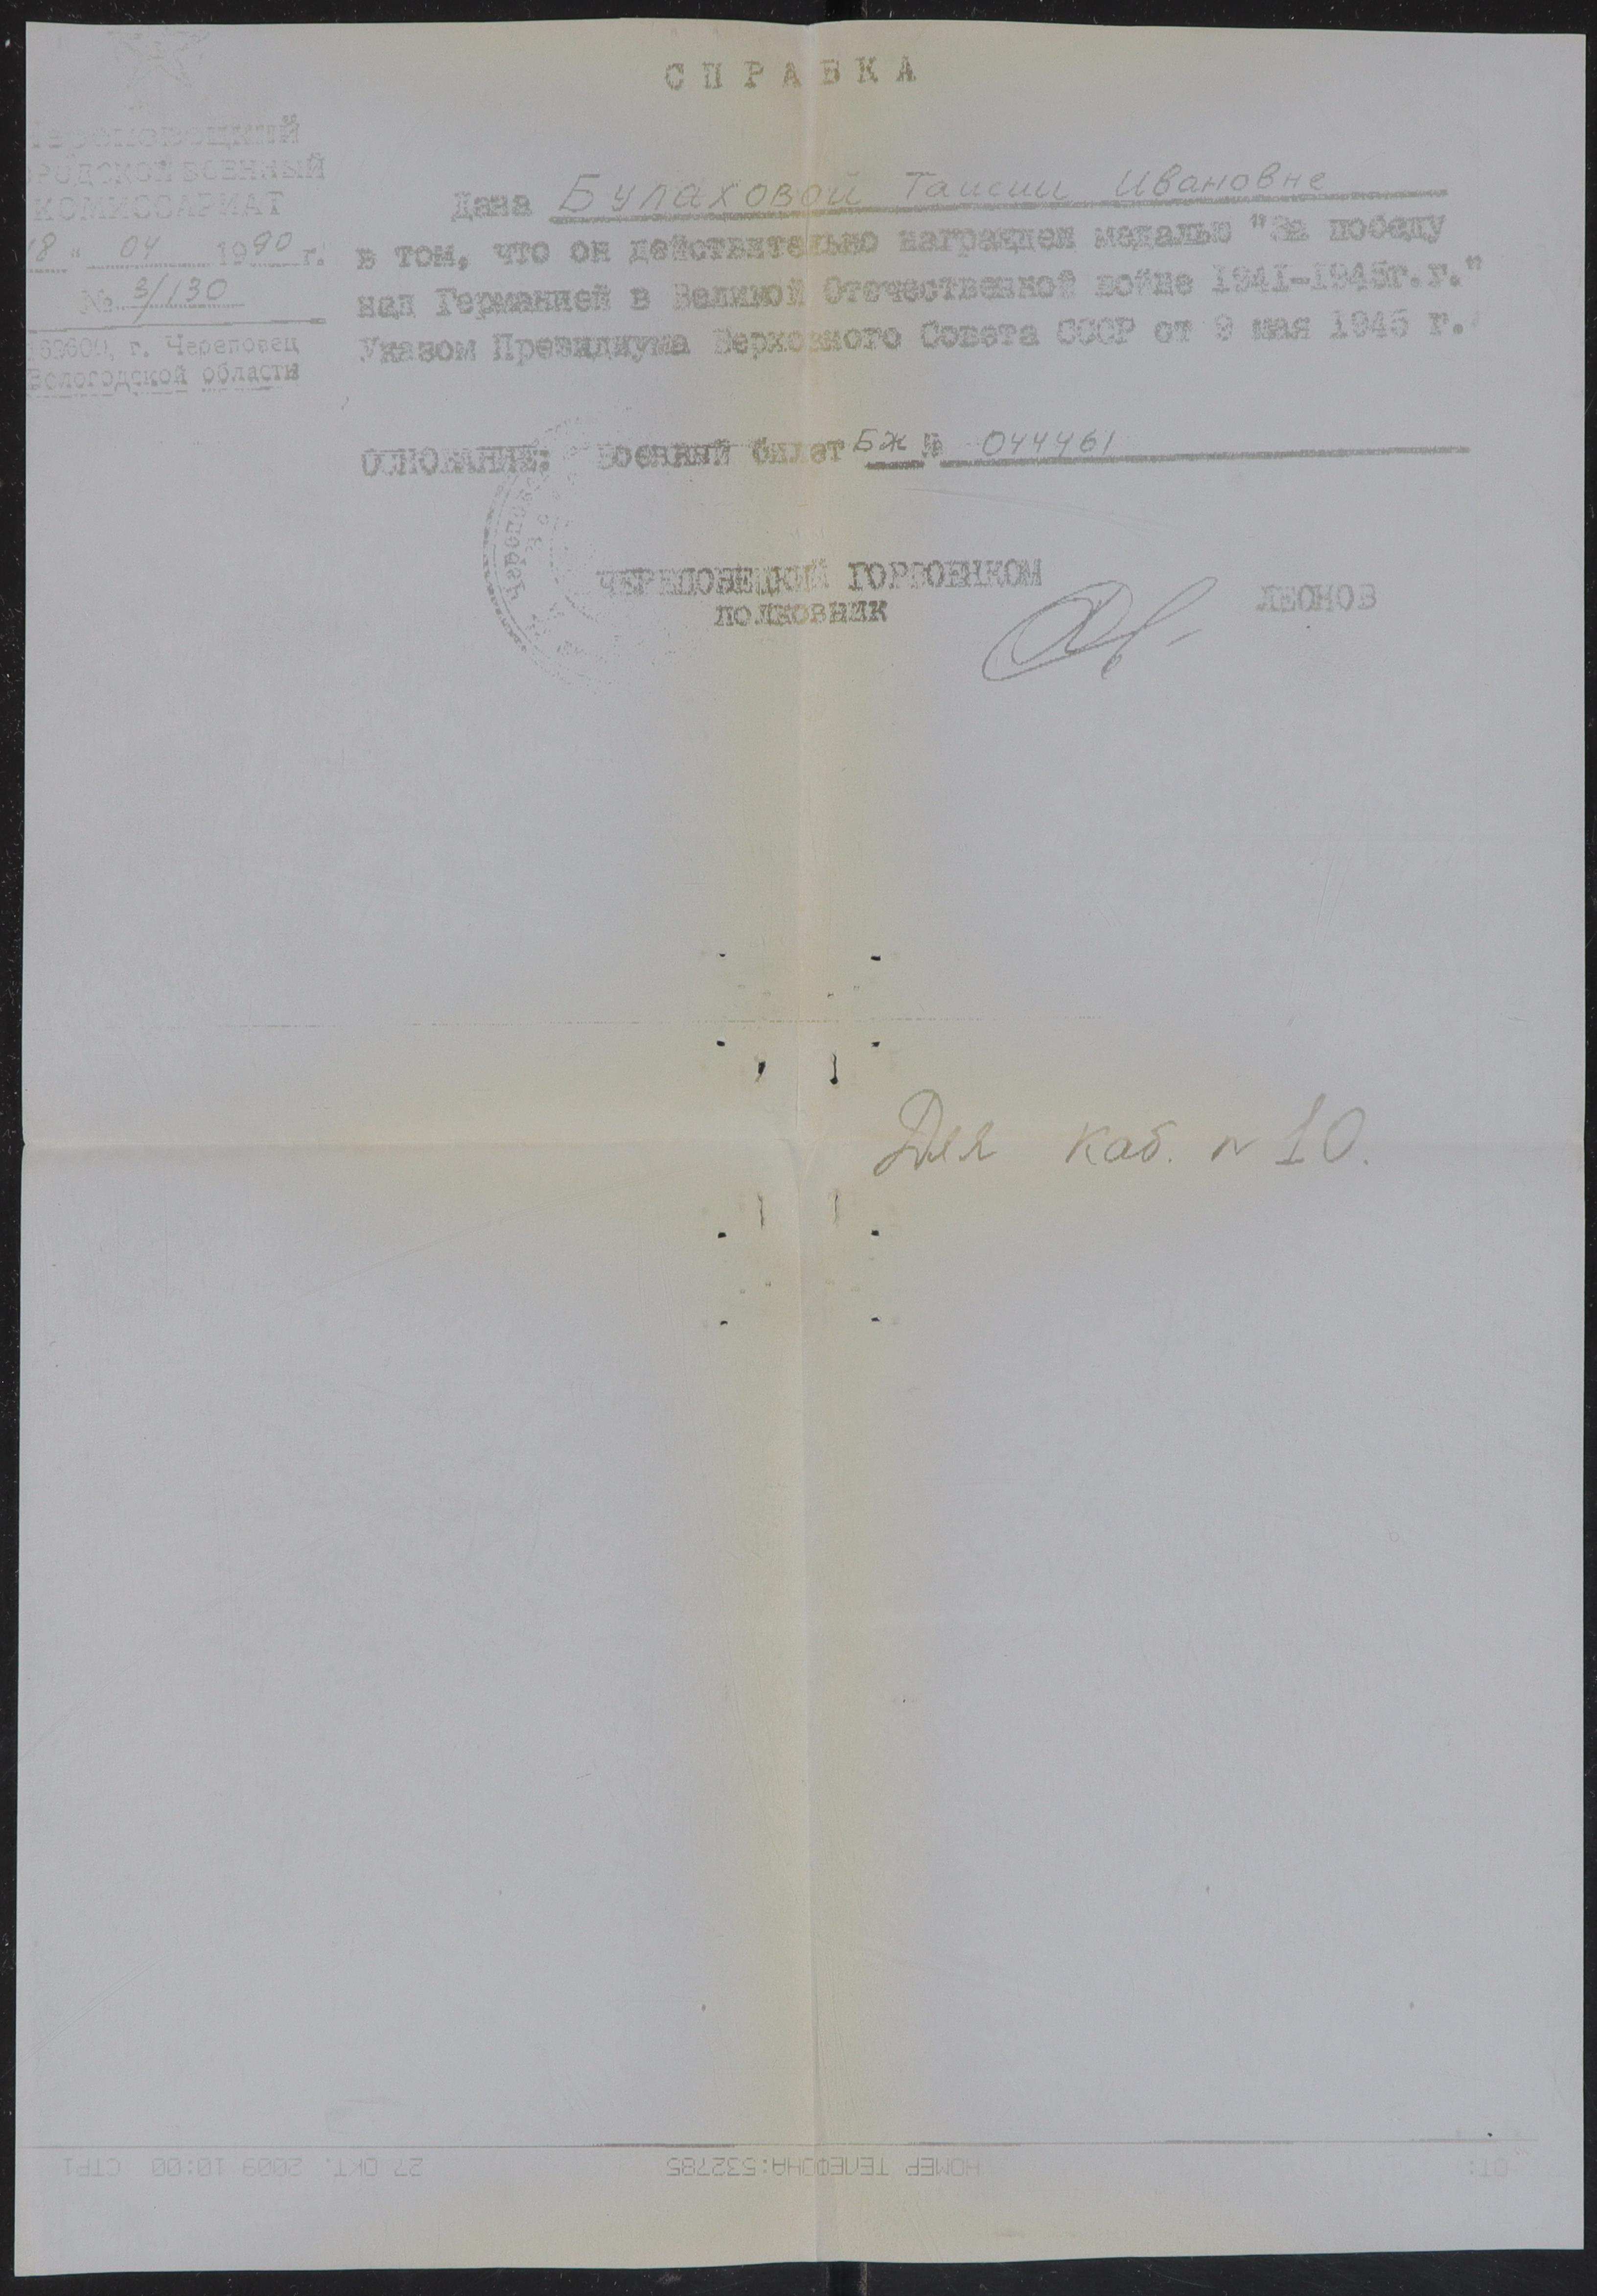 СПРАВКА
Череповецкий
ГОРОДСКОЙ ВОЕННЫЙ
КОМИССАРИАТ
18 " 04 1990 г.
№ 3/130
г. Череповец
Вологодской области
Дана Булаховой Таисии Ивановне
в том, что он действительно награжден медалью "За победу
над Германией в Великой Отечественной войне 1941-1945г.г."
Указом Президиума Верховного Совета СССР от 9 мая 1945 г.
ОСНОВАНИЕ: Военный билет БЖ № 044461
ЧЕРЕПОВЕЦКИЙ ГОРВОЕНКОМ
ПОЛКОВНИК
ЛЕОНОВ
Для каб. N 10.
ОТ: НОМЕР ТЕЛЕФОНА:532785 27 ОКТ. 2009 10:00 СТР1